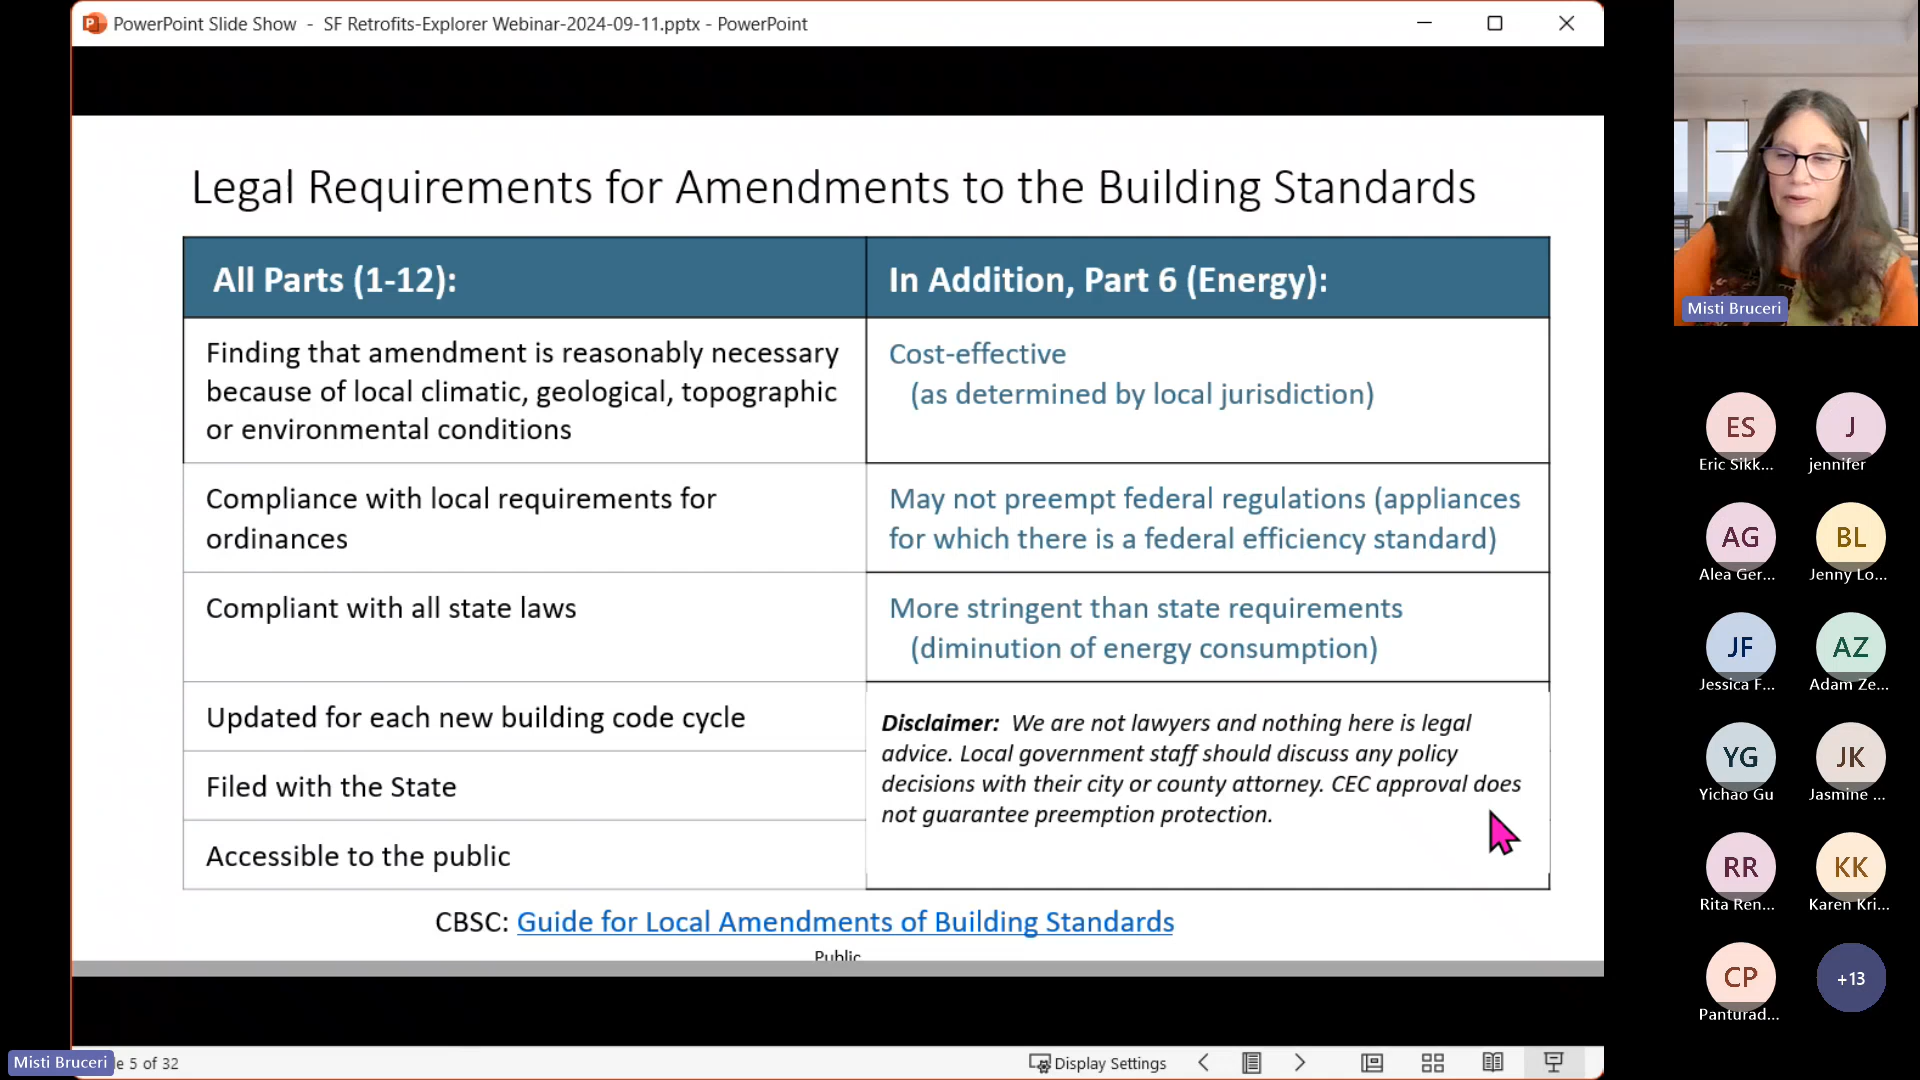 PowerPoint Slide Show - SF Retrofits-Explorer Webinar-2024-09-11.pptx - PowerPoint
Legal Requirements for Amendments to the Building Standards
All Parts (1-12):
In Addition, Part 6 (Energy):
Finding that amendment is reasonably necessary
because of local climatic, geological, topographic
or environmental conditions
Cost-effective
(as determined by local jurisdiction)
Compliance with local requirements for
ordinances
May not preempt federal regulations (appliances
for which there is a federal efficiency standard)
Compliant with all state laws
More stringent than state requirements
(diminution of energy consumption)
Updated for each new building code cycle
Filed with the State
Accessible to the public
Disclaimer: We are not lawyers and nothing here is legal
advice. Local government staff should discuss any policy
decisions with their city or county attorney. CEC approval does
not guarantee preemption protection.
CBSC: Guide for Local Amendments of Building Standards
Public
Misti Bruceri
e 5 of 32
Display Settings
Misti Bruceri
ES
Eric Sikk...
J
jennifer
AG
Alea Ger...
BL
Jenny Lo...
JF
Jessica F...
AZ
Adam Ze...
YG
Yichao Gu
JK
Jasmine ...
RR
Rita Ren...
KK
Karen Kri...
CP
Panturad...
+13